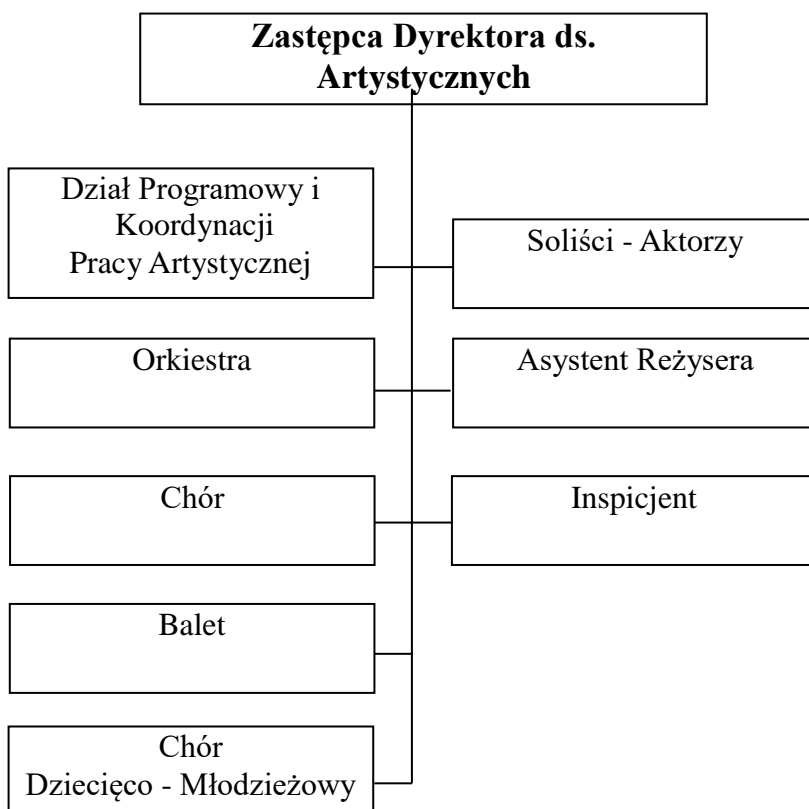 Zastępca Dyrektora ds.
Artystycznych
Dział Programowy i
Koordynacji
Pracy Artystycznej
Soliści - Aktorzy
Orkiestra
Asystent Reżysera
Chór
Inspicjent
Balet
Chór
Dziecięco - Młodzieżowy